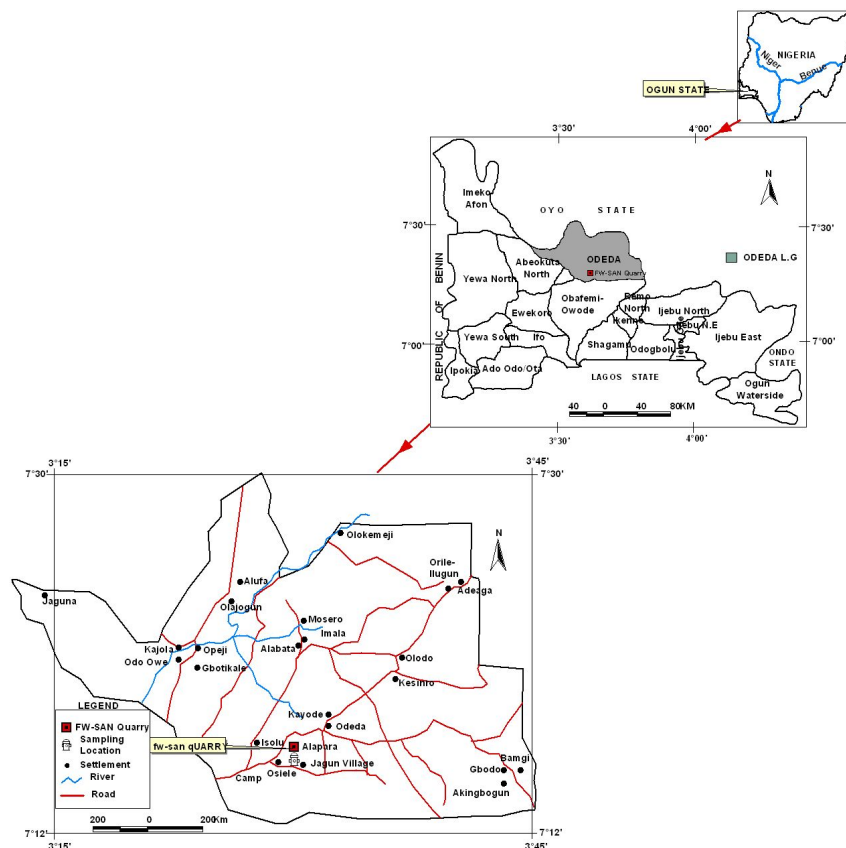 NIGERIA
Niger
Benue
OGUN STATE
3°30'
4°00'
N
Imeko
Afon
OYO STATE
7°30'
7°30'
Abeokuta
North
ODEDA
FW-SAN Quarry
ODEDA L.G
REPUBLIC OF BENIN
Yewa North
Obafemi-
Owode
Remo
North
Ijebu North
Ewekoro
Ikenne
Ijebu N.E
Ijebu East
7°00'
7°00'
Yewa South
Ifo
Shagamu
Odogbolu
Ijebu
ONDO
STATE
Ipokia
Ado Odo/Ota
LAGOS STATE
Ogun
Waterside
40 0 40 80KM
3°30'
4°00'
3°15'
3°45'
7°30'
7°30'
N
Olokemeji
Orile-
Ilugun
Adeaga
Alufa
Jaguna
Olajogun
Mosero
Imala
Kajola
Opeji
Alabata
Odo Owe
Gbotikale
Olodo
Kesinro
LEGEND
FW-SAN Quarry
Sampling
Location
Settlement
River
Road
Kayode
Odeda
fw-san qUARRY
Isolu
Alapara
Osiele
Jagun Village
Camp
Bamgi
Gbodo
Akingbogun
200 0 200Km
7°12'
7°12'
3°15'
3°45'